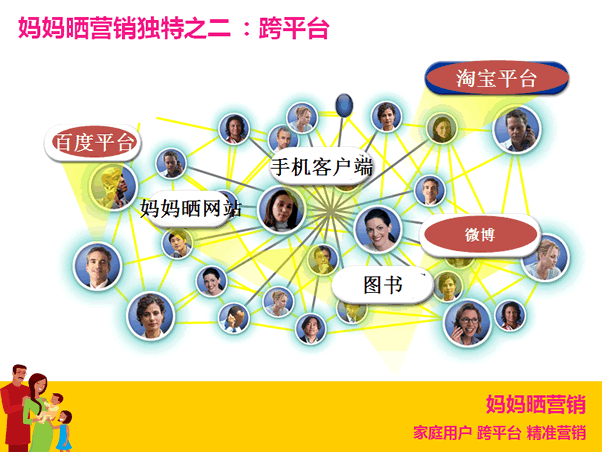 妈妈晒营销独特之二 ：跨平台
淘宝平台
百度平台
手机客户端
妈妈晒网站
微博
图书
妈妈晒营销
家庭用户 跨平台 精准营销